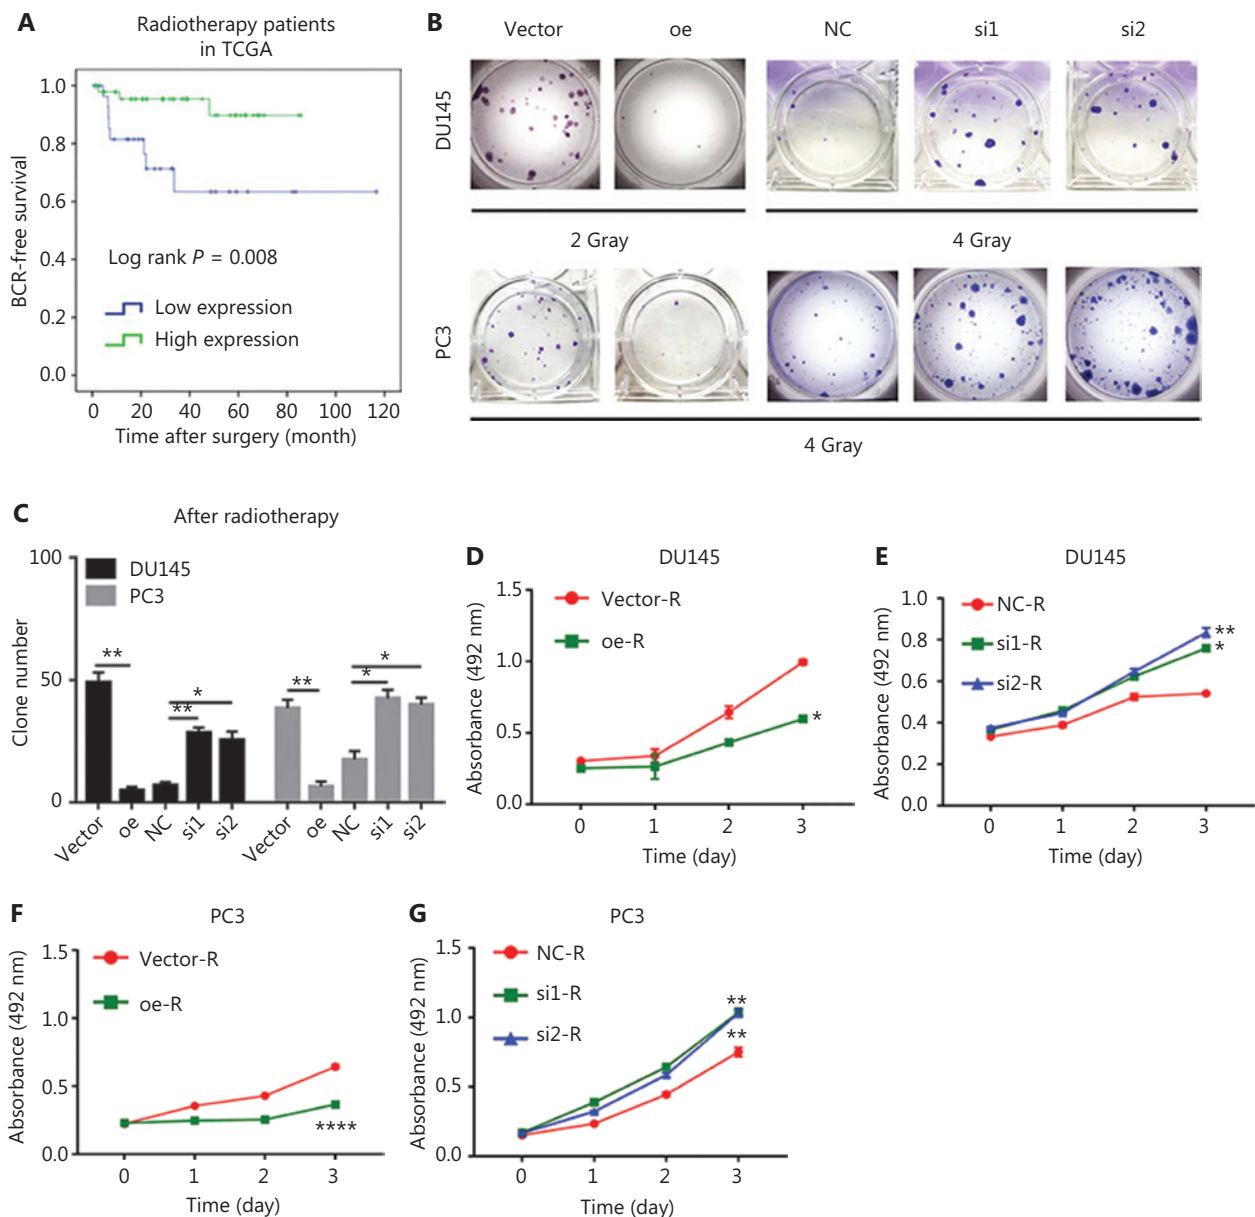 A
Radiotherapy patients
in TCGA
1.0
0.8
0.6
0.4
0.2
0.0
BCR-free survival
Log rank P = 0.008
Low expression
High expression
0 20 40 60 80 100 120
Time after surgery (month)
B
Vector oe NC si1 si2
DU145
2 Gray 4 Gray
PC3
4 Gray
C
After radiotherapy
100
50
0
Clone number
DU145
PC3
** ** * ** * *
Vector oe NC si1 si2 Vector oe NC si1 si2
D
DU145
1.5
1.0
0.5
0.0
Absorbance (492 nm)
Vector-R
oe-R
*
0 1 2 3
Time (day)
E
DU145
1.0
0.8
0.6
0.4
0.2
0.0
Absorbance (492 nm)
NC-R
si1-R
si2-R
**
*
0 1 2 3
Time (day)
F
PC3
1.5
1.0
0.5
0.0
Absorbance (492 nm)
Vector-R
oe-R
****
0 1 2 3
Time (day)
G
PC3
1.5
1.0
0.5
0.0
Absorbance (492 nm)
NC-R
si1-R
si2-R
**
**
0 1 2 3
Time (day)